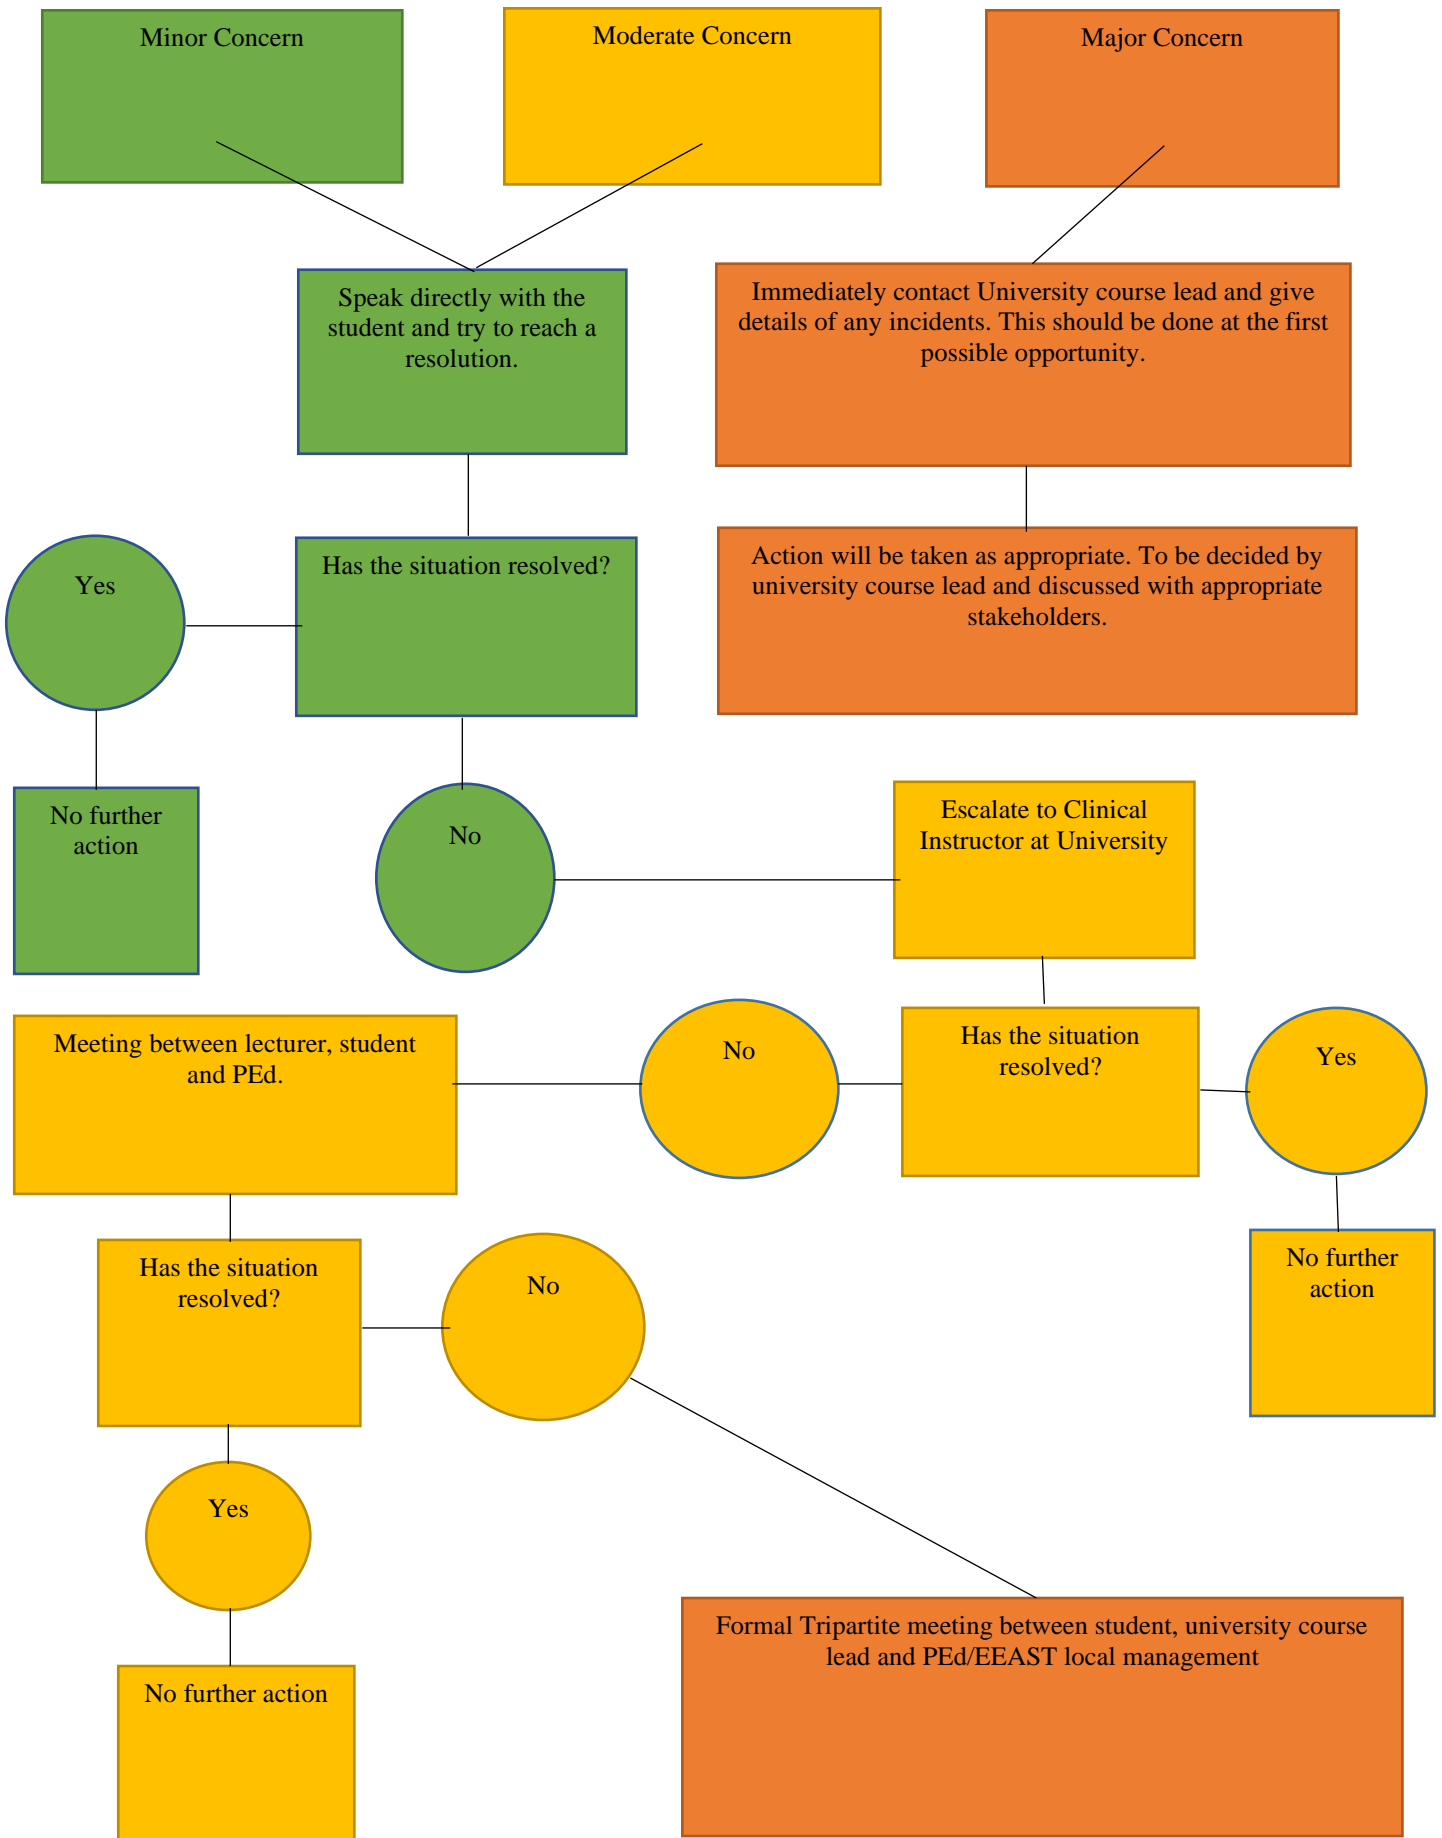 Minor Concern
Moderate Concern
Major Concern
Speak directly with the
student and try to reach a
resolution.
Immediately contact University course lead and give
details of any incidents. This should be done at the first
possible opportunity.
Has the situation resolved?
Yes
Action will be taken as appropriate. To be decided by
university course lead and discussed with appropriate
stakeholders.
No further
action
No
Escalate to Clinical
Instructor at University
Has the situation
resolved?
Yes
No
Meeting between lecturer, student
and PEd.
No further
action
Has the situation
resolved?
No
Yes
No further action
Formal Tripartite meeting between student, university course
lead and PEd/EEAST local management